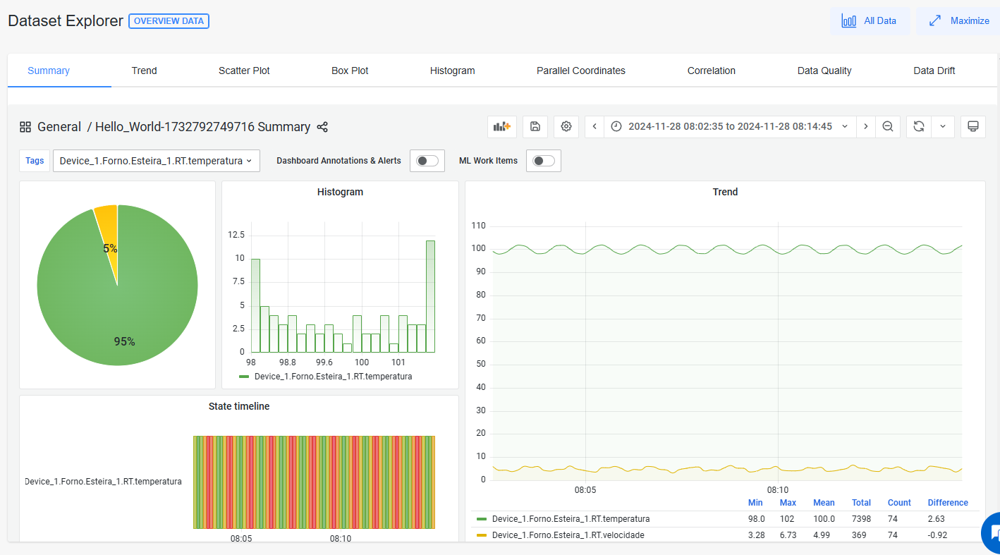 Dataset Explorer OVERVIEW DATA
All Data Maximize
Summary Trend Scatter Plot Box Plot Histogram Parallel Coordinates Correlation Data Quality Data Drift
General / Hello_World-1732792749716 Summary
2024-11-28 08:02:35 to 2024-11-28 08:14:45
Tags Device_1.Forno.Esteira_1.RT.temperatura Dashboard Annotations & Alerts ML Work Items
5%
95%
Histogram
12.5
10
7.5
5
2.5
0
98 98.8 99.6 100 101
Device_1.Forno.Esteira_1.RT.temperatura
State timeline
Device_1.Forno.Esteira_1.RT.temperatura
08:05 08:10
Trend
110
100
90
80
70
60
50
40
30
20
10
0
08:05 08:10
Min Max Mean Total Count Difference
Device_1.Forno.Esteira_1.RT.temperatura 98.0 102 100.0 7398 74 2.63
Device_1.Forno.Esteira_1.RT.velocidade 3.28 6.73 4.99 369 74 -0.92